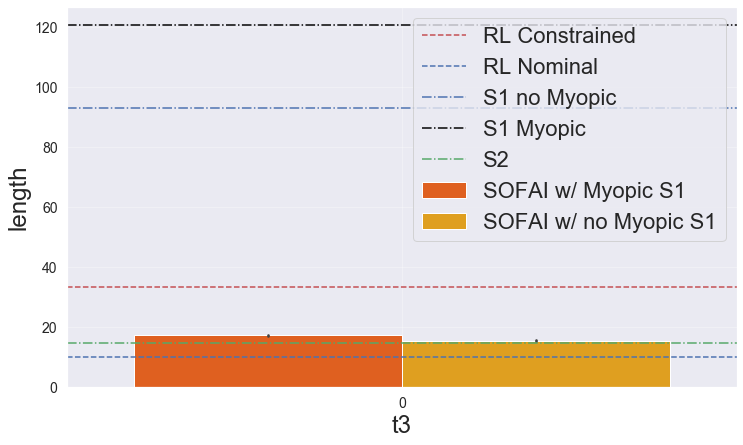 120
100
80
60
40
20
0
length
RL Constrained
RL Nominal
S1 no Myopic
S1 Myopic
S2
SOFAI w/ Myopic S1
SOFAI w/ no Myopic S1
0
t3